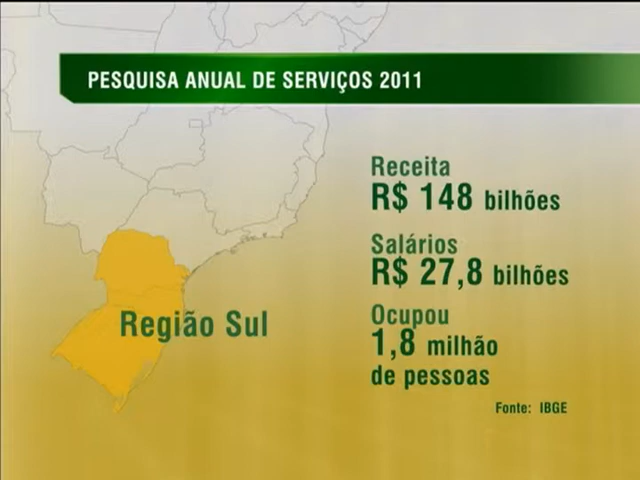 PESQUISA ANUAL DE SERVIÇOS 2011
Receita
R$ 148 bilhões
Salários
R$ 27,8 bilhões
Região Sul
Ocupou
1,8 milhão
de pessoas
Fonte: IBGE